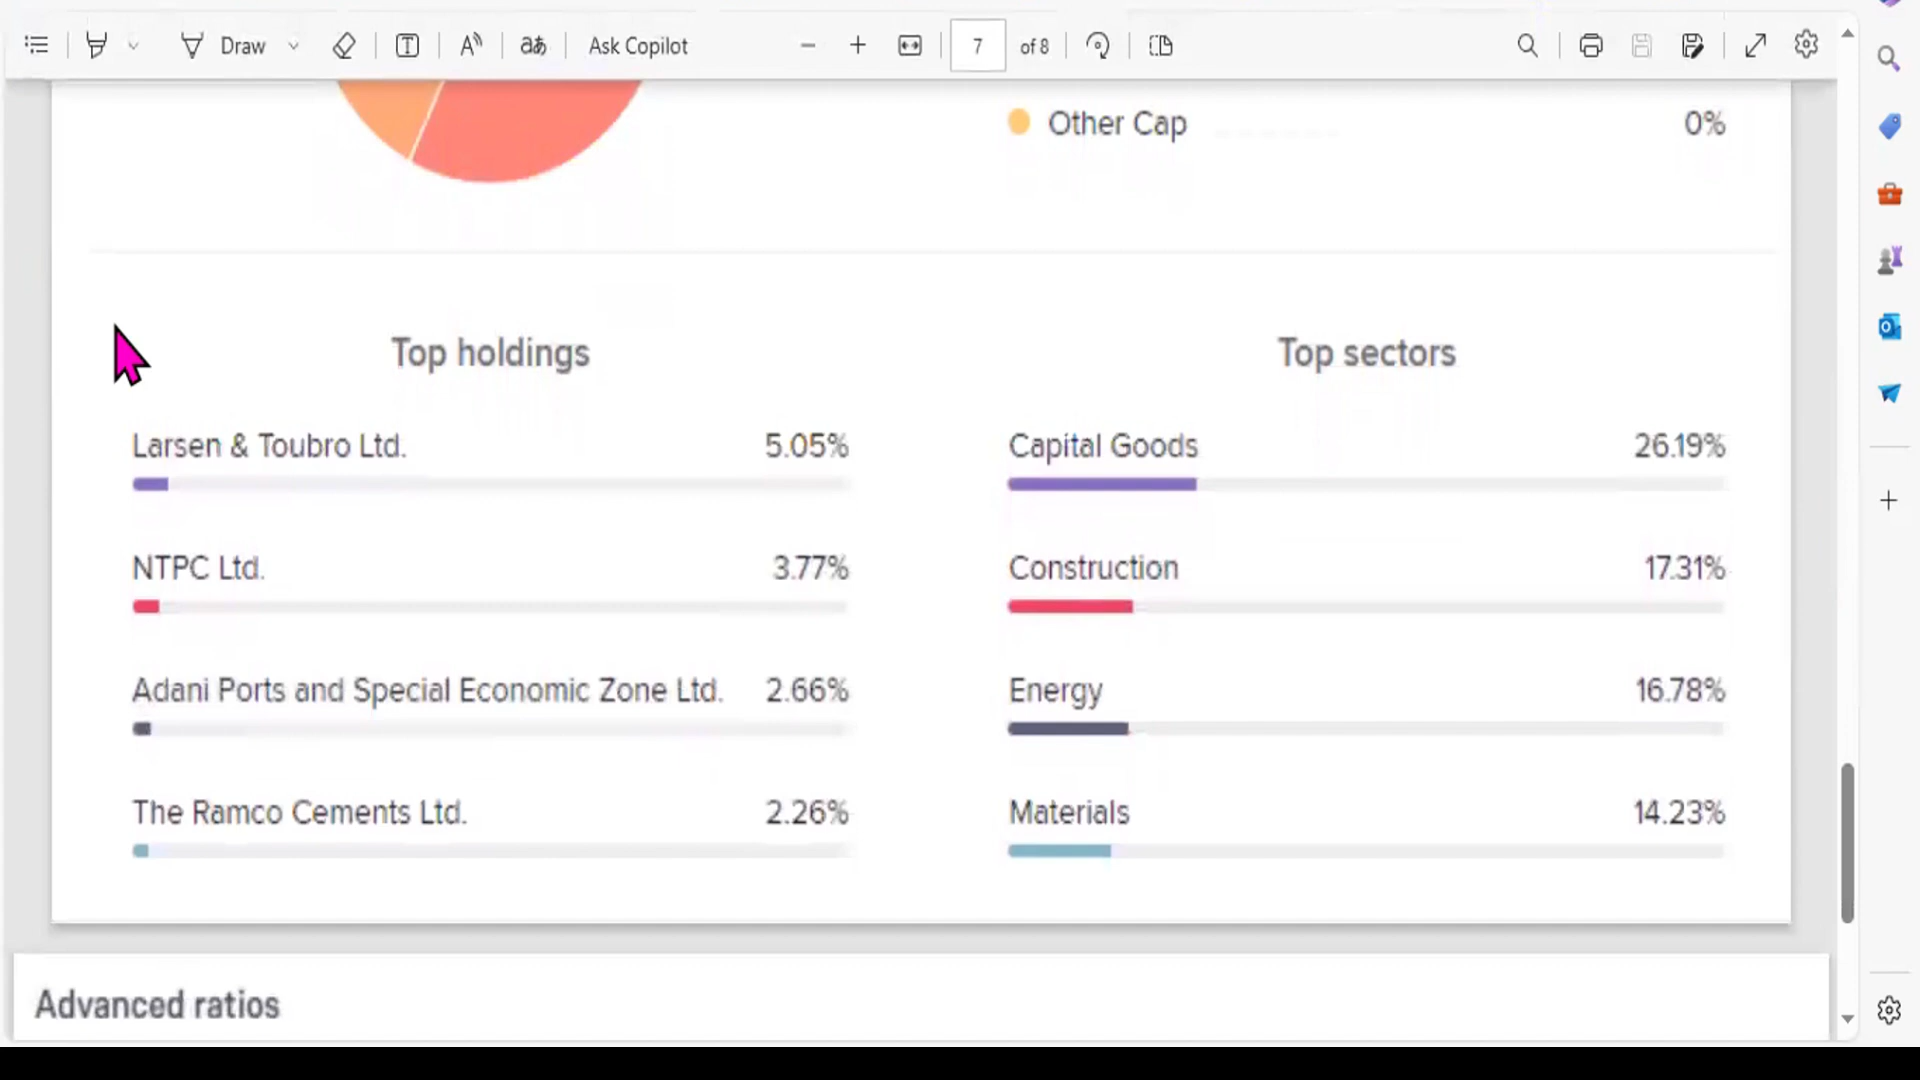 Draw Ask Copilot 7 of 8
Other Cap 0%
Top holdings
Larsen & Toubro Ltd. 5.05%
NTPC Ltd. 3.77%
Adani Ports and Special Economic Zone Ltd. 2.66%
The Ramco Cements Ltd. 2.26%
Top sectors
Capital Goods 26.19%
Construction 17.31%
Energy 16.78%
Materials 14.23%
Advanced ratios